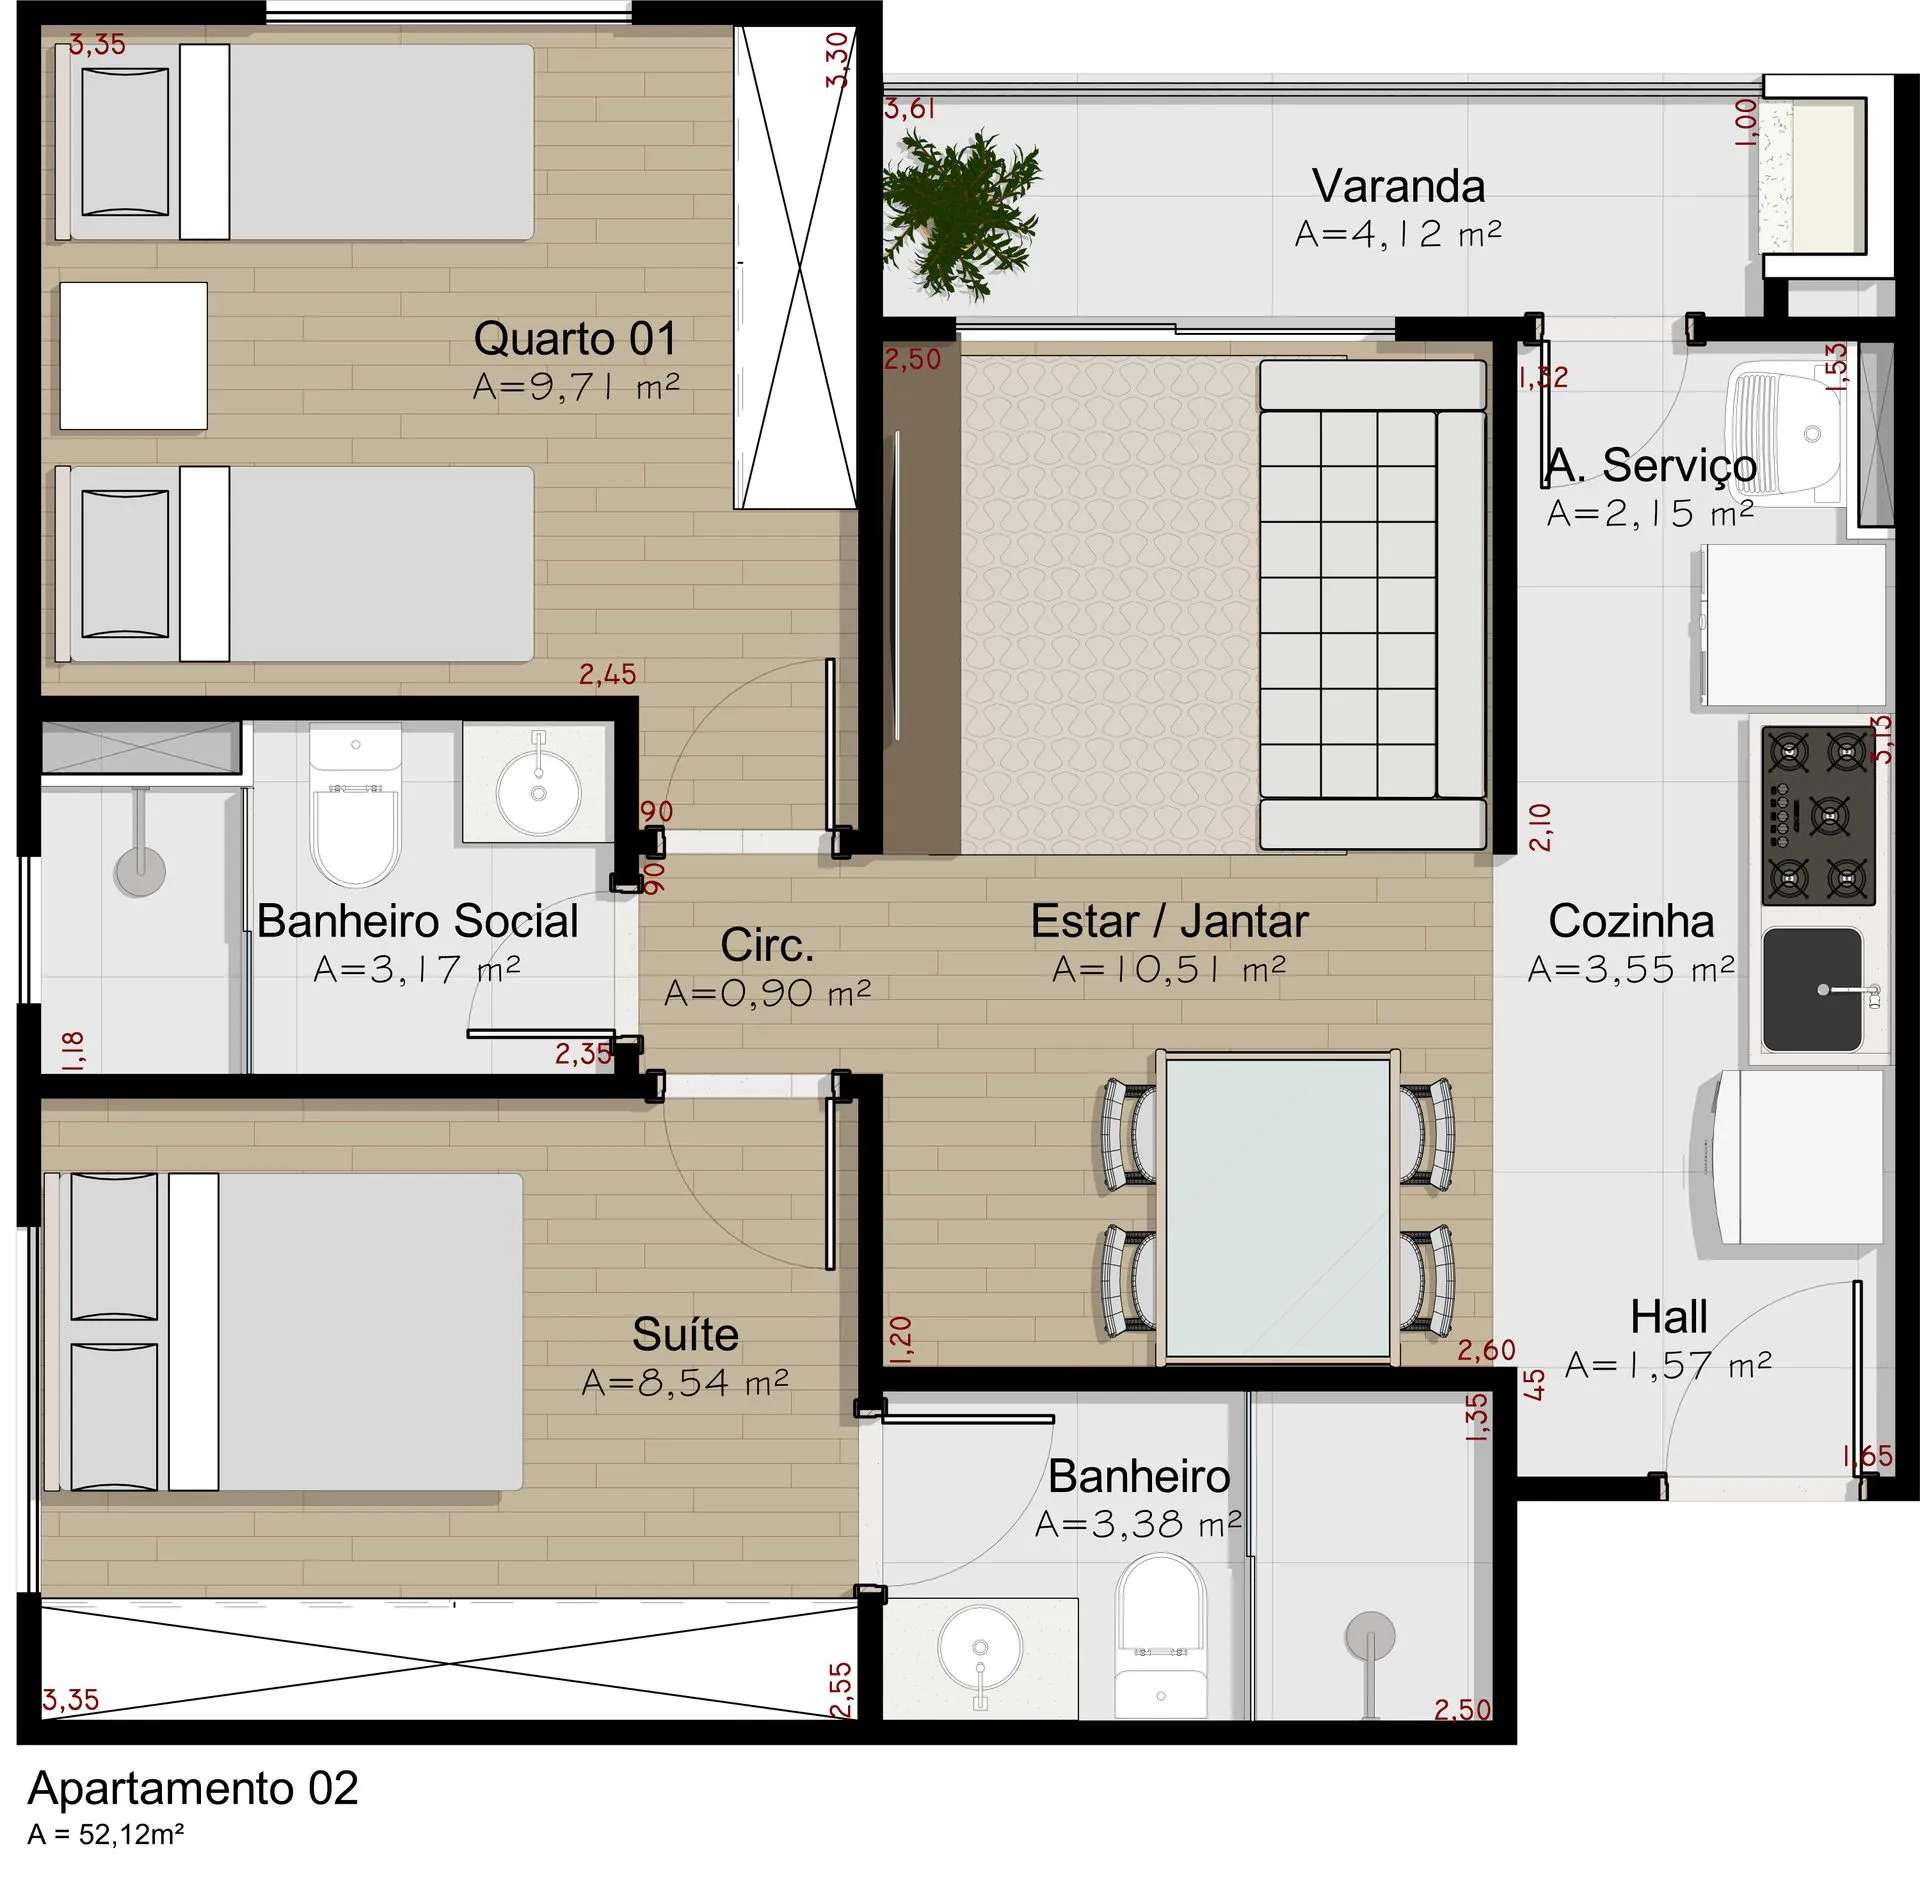 3,35
3,30
3,61
1,00
Varanda
A=4,12 m²
Quarto 01
A=9,71 m²
2,50
1,32
1,53
A. Serviço
A=2,15 m²
2,45
90
90
3,13
2,10
Banheiro Social
A=3,17 m²
Circ.
A=0,90 m²
Estar / Jantar
A=10,51 m²
Cozinha
A=3,55 m²
1,18
2,35
Suíte
A=8,54 m²
1,20
2,60
Hall
A=1,57 m²
45
1,35
1,65
Banheiro
A=3,38 m²
3,35
2,55
2,50
Apartamento 02
A = 52,12m²